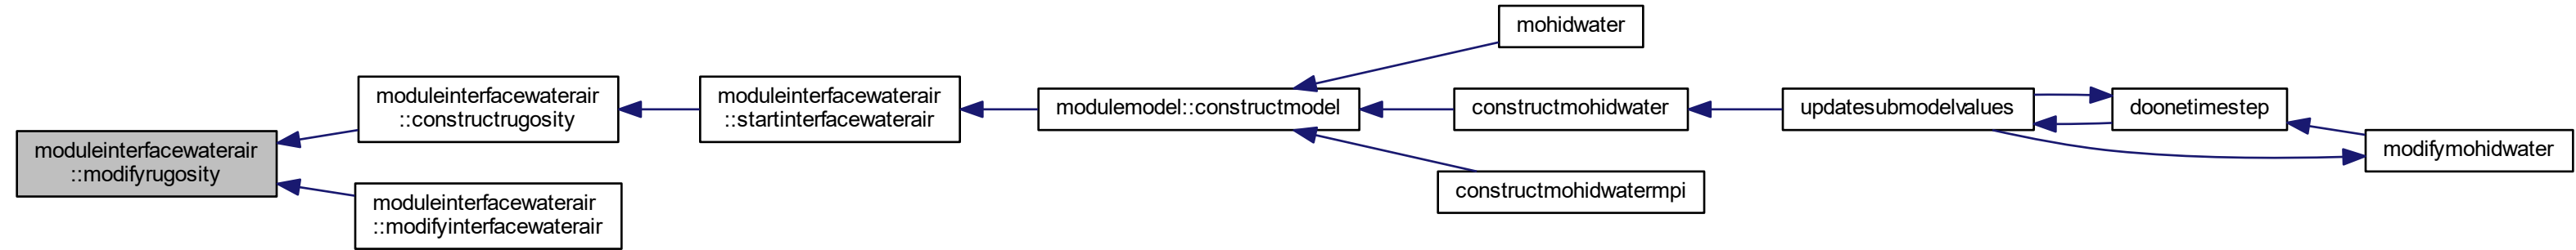 moduleinterfacewaterair
::modifyrugosity
moduleinterfacewaterair
::constructrugosity
moduleinterfacewaterair
::modifyinterfacewaterair
moduleinterfacewaterair
::startinterfacewaterair
modulemodel::constructmodel
mohidwater
constructmohidwater
constructmohidwatermpi
updatesubmodelvalues
doonetimestep
modifymohidwater